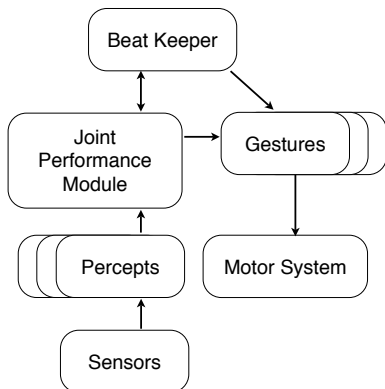 Beat Keeper
Joint
Performance
Module
Gestures
Percepts
Motor System
Sensors